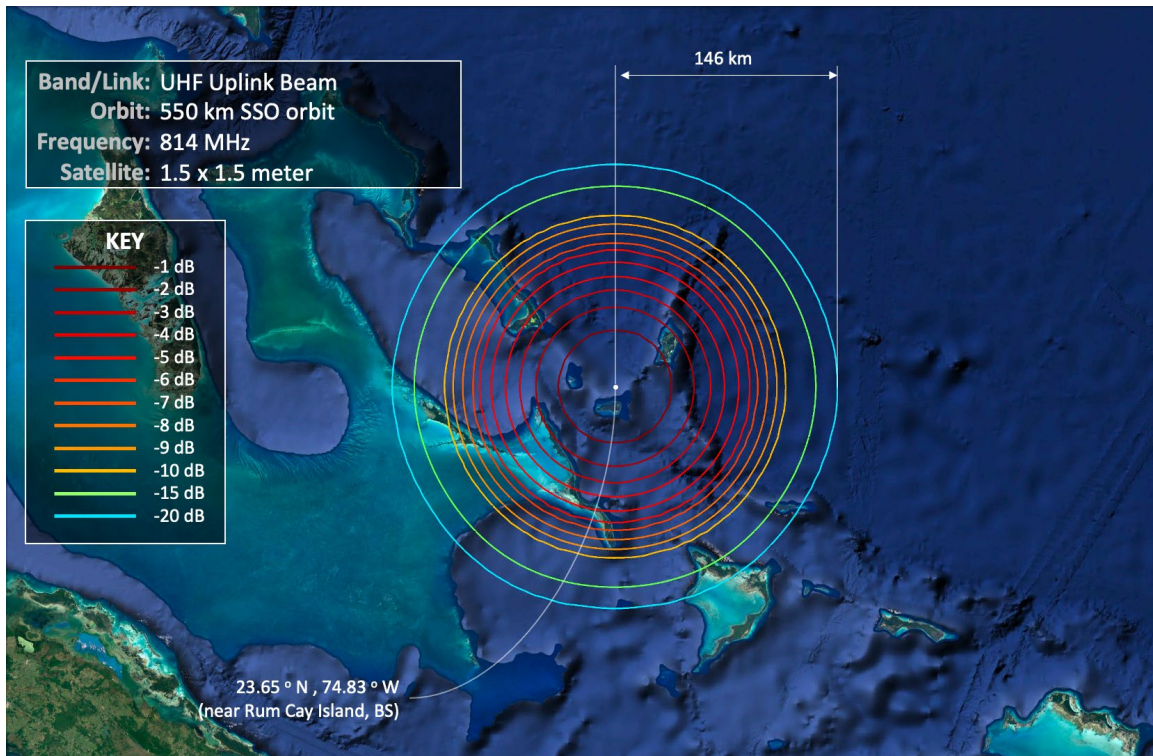 146 km
Band/Link: UHF Uplink Beam
Orbit: 550 km SSO orbit
Frequency: 814 MHz
Satellite: 1.5 x 1.5 meter
KEY
-1 dB
-2 dB
-3 dB
-4 dB
-5 dB
-6 dB
-7 dB
-8 dB
-9 dB
-10 dB
-15 dB
-20 dB
23.65 º N , 74.83 º W
(near Rum Cay Island, BS)